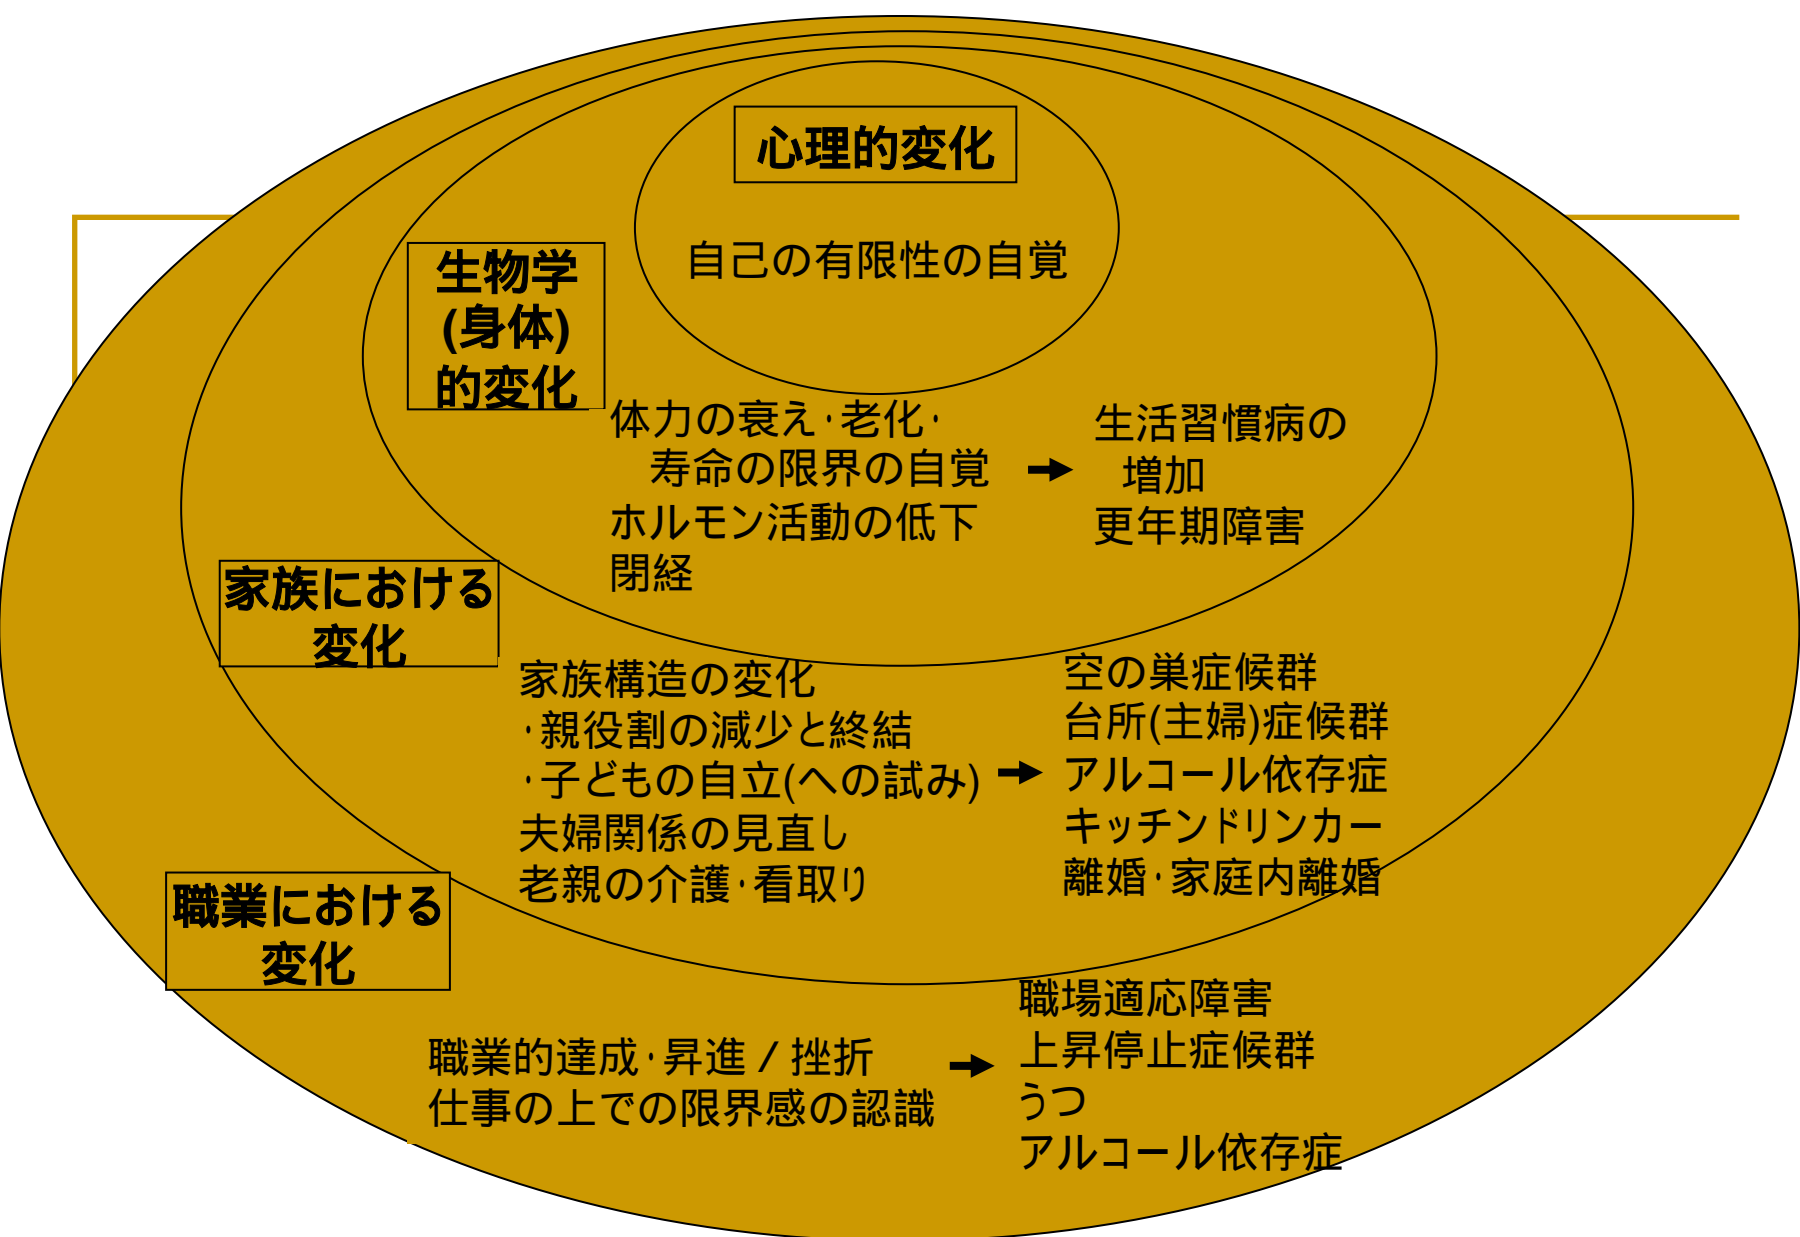 心理的変化
自己の有限性の自覚
生物学
(身体)
的変化
体力の衰え・老化・
寿命の限界の自覚
ホルモン活動の低下
閉経
生活習慣病の
増加
更年期障害
家族における
変化
家族構造の変化
・親役割の減少と終結
・子どもの自立(への試み)
夫婦関係の見直し
老親の介護・看取り
空の巣症候群
台所(主婦)症候群
アルコール依存症
キッチンドリンカー
離婚・家庭内離婚
職業における
変化
職業的達成・昇進/挫折
仕事の上での限界感の認識
職場適応障害
上昇停止症候群
うつ
アルコール依存症